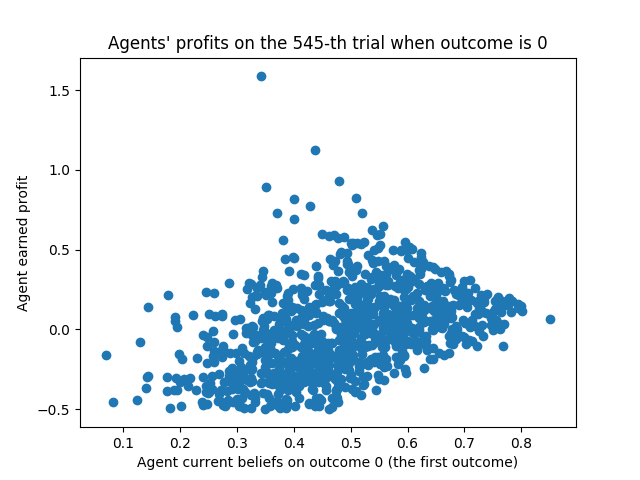 Agents' profits on the 545-th trial when outcome is 0
Agent earned profit
1.5
1.0
0.5
0.0
−0.5
0.1 0.2 0.3 0.4 0.5 0.6 0.7 0.8
Agent current beliefs on outcome 0 (the first outcome)